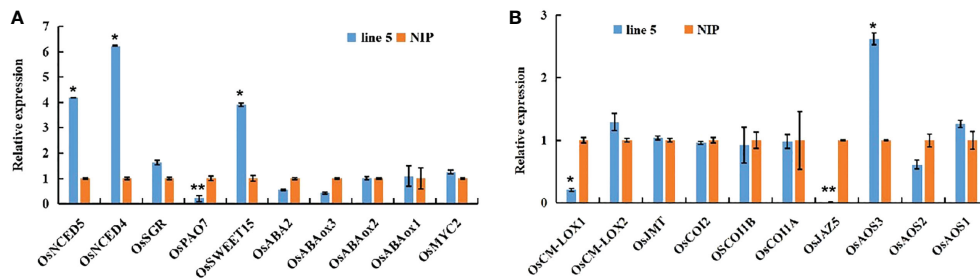 A
Relative expression
7
6
5
4
3
2
1
0
line 5 NIP
*
*
**
*
OsNCED5
OsNCED4
OsSGR
OsPAO7
OsSWEET15
OsABA2
OsABAox3
OsABAox2
OsABAox1
OsMYC2
B
Relative expression
3
2
1
0
line 5 NIP
*
**
*
OsCM-LOX1
OsCM-LOX2
OsJMT
OsCOI2
OsCOH1B
OsCOH1A
OsJAZ5
OsAOS3
OsAOS2
OsAOS1